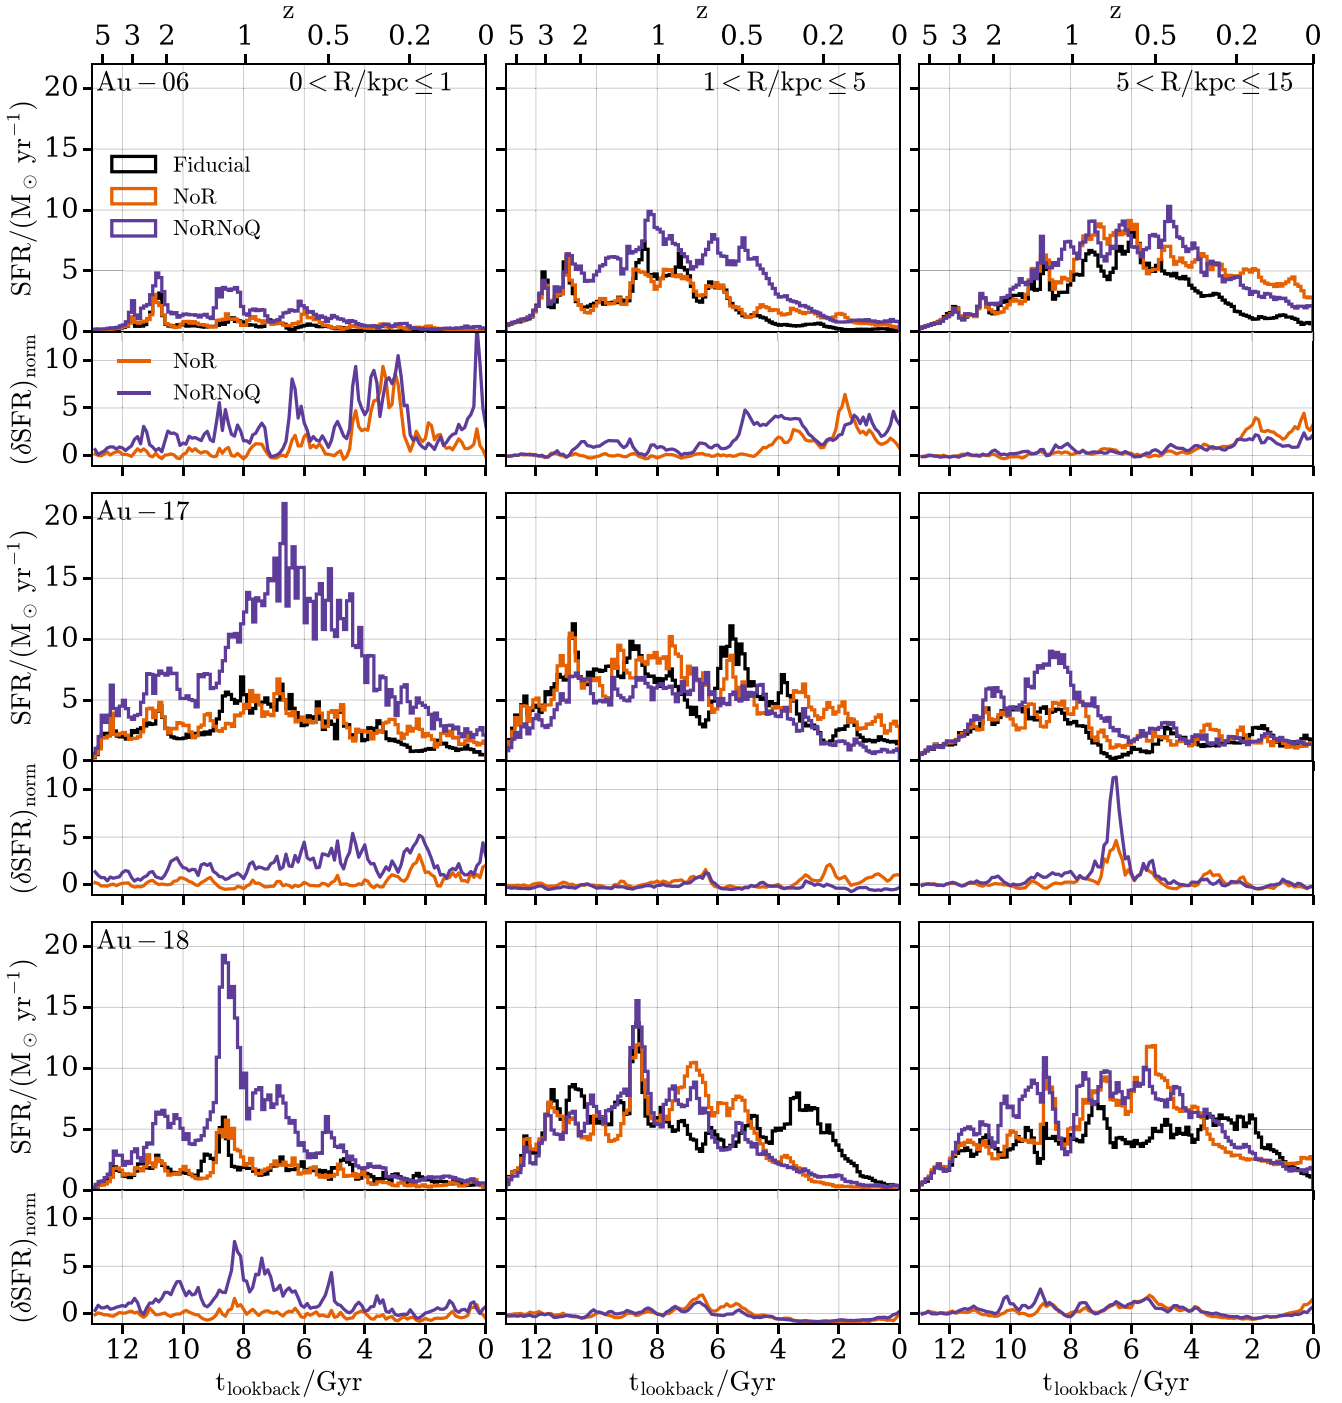 z z
5 3 2 1 0.5 0.2 0 5 3 2 1 0.5 0.2 0 5 3 2 1 0.5 0.2 0
Au − 06 0 < R/kpc ≤ 1 1 < R/kpc ≤ 5 5 < R/kpc ≤ 15
SFR/(M⊙ yr⁻¹)
20
15
10
5
0
Fiducial
NoR
NoRNoQ
(δSFR)norm
10
5
0
NoR
NoRNoQ
Au − 17
SFR/(M⊙ yr⁻¹)
20
15
10
5
0
(δSFR)norm
10
5
0
Au − 18
SFR/(M⊙ yr⁻¹)
20
15
10
5
0
(δSFR)norm
10
5
0
12 10 8 6 4 2 0 12 10 8 6 4 2 0 12 10 8 6 4 2 0
tlookback/Gyr tlookback/Gyr tlookback/Gyr